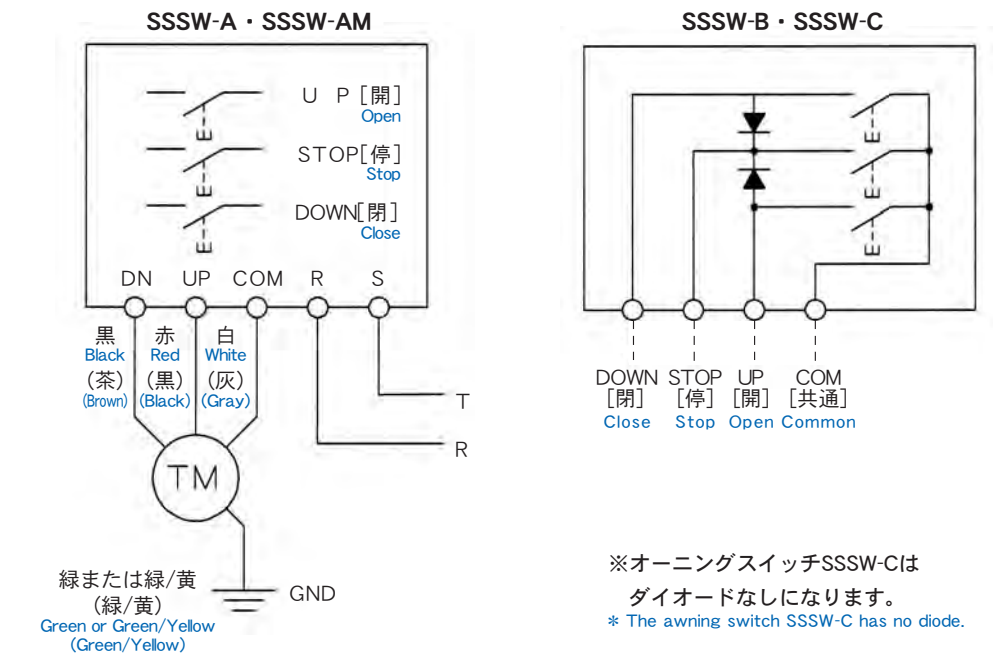 SSSW-A・SSSW-AM
U P［開］
Open
STOP［停］
Stop
DOWN［閉］
Close
DN UP COM R S
黒 赤 白
Black Red White
（茶） （黒） （灰）
(Brown) (Black) (Gray)
T
R
TM
GND
緑または緑/黄
（緑/黄）
Green or Green/Yellow
(Green/Yellow)
SSSW-B・SSSW-C
DOWN STOP UP COM
［閉］ ［停］ ［開］ ［共通］
Close Stop Open Common
※オーニングスイッチSSSW-Cは
ダイオードなしになります。
* The awning switch SSSW-C has no diode.